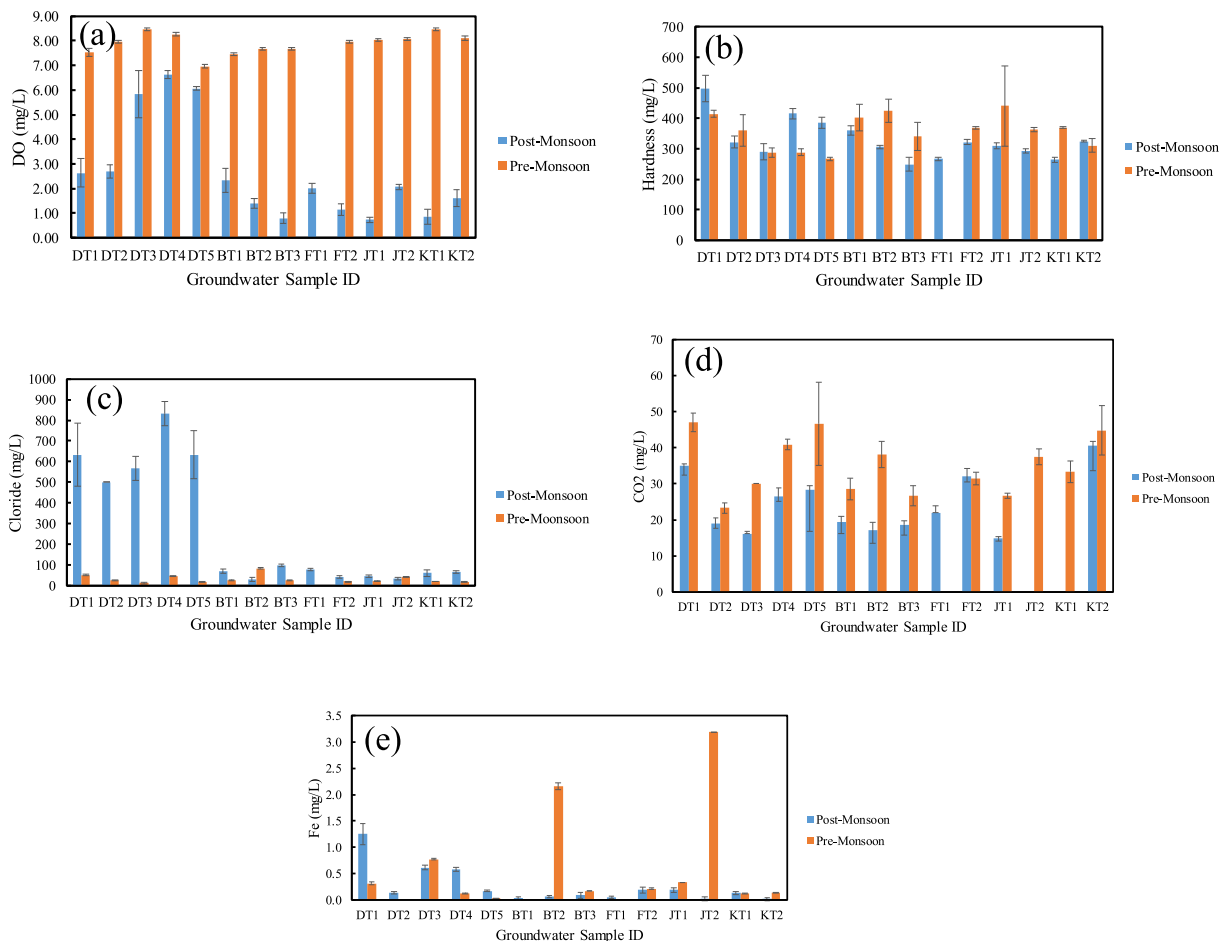 (a)
DO (mg/L)
9.00
8.00
7.00
6.00
5.00
4.00
3.00
2.00
1.00
0.00
DT1 DT2 DT3 DT4 DT5 BT1 BT2 BT3 FT1 FT2 JT1 JT2 KT1 KT2
Groundwater Sample ID
Post-Monsoon
Pre-Monsoon
(b)
Hardness (mg/L)
700
600
500
400
300
200
100
0
DT1 DT2 DT3 DT4 DT5 BT1 BT2 BT3 FT1 FT2 JT1 JT2 KT1 KT2
Groundwater Sample ID
Post-Monsoon
Pre-Monsoon
(c)
Cloride (mg/L)
1000
900
800
700
600
500
400
300
200
100
0
DT1 DT2 DT3 DT4 DT5 BT1 BT2 BT3 FT1 FT2 JT1 JT2 KT1 KT2
Groundwater Sample ID
Post-Monsoon
Pre-Moonsoon
(d)
CO2 (mg/L)
70
60
50
40
30
20
10
0
DT1 DT2 DT3 DT4 DT5 BT1 BT2 BT3 FT1 FT2 JT1 JT2 KT1 KT2
Groundwater Sample ID
Post-Monsoon
Pre-Monsoon
(e)
Fe (mg/L)
3.5
3.0
2.5
2.0
1.5
1.0
0.5
0.0
DT1 DT2 DT3 DT4 DT5 BT1 BT2 BT3 FT1 FT2 JT1 JT2 KT1 KT2
Groundwater Sample ID
Post-Monsoon
Pre-Monsoon